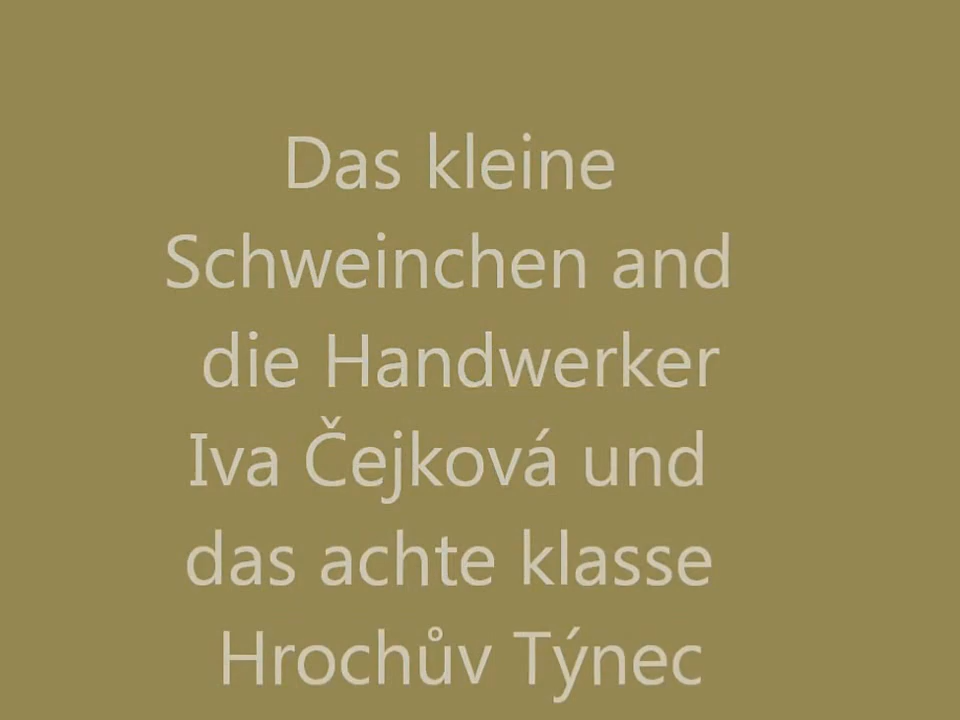 Das kleine
Schweinchen and
die Handwerker
Iva Čejková und
das achte klasse
Hrochův Týnec